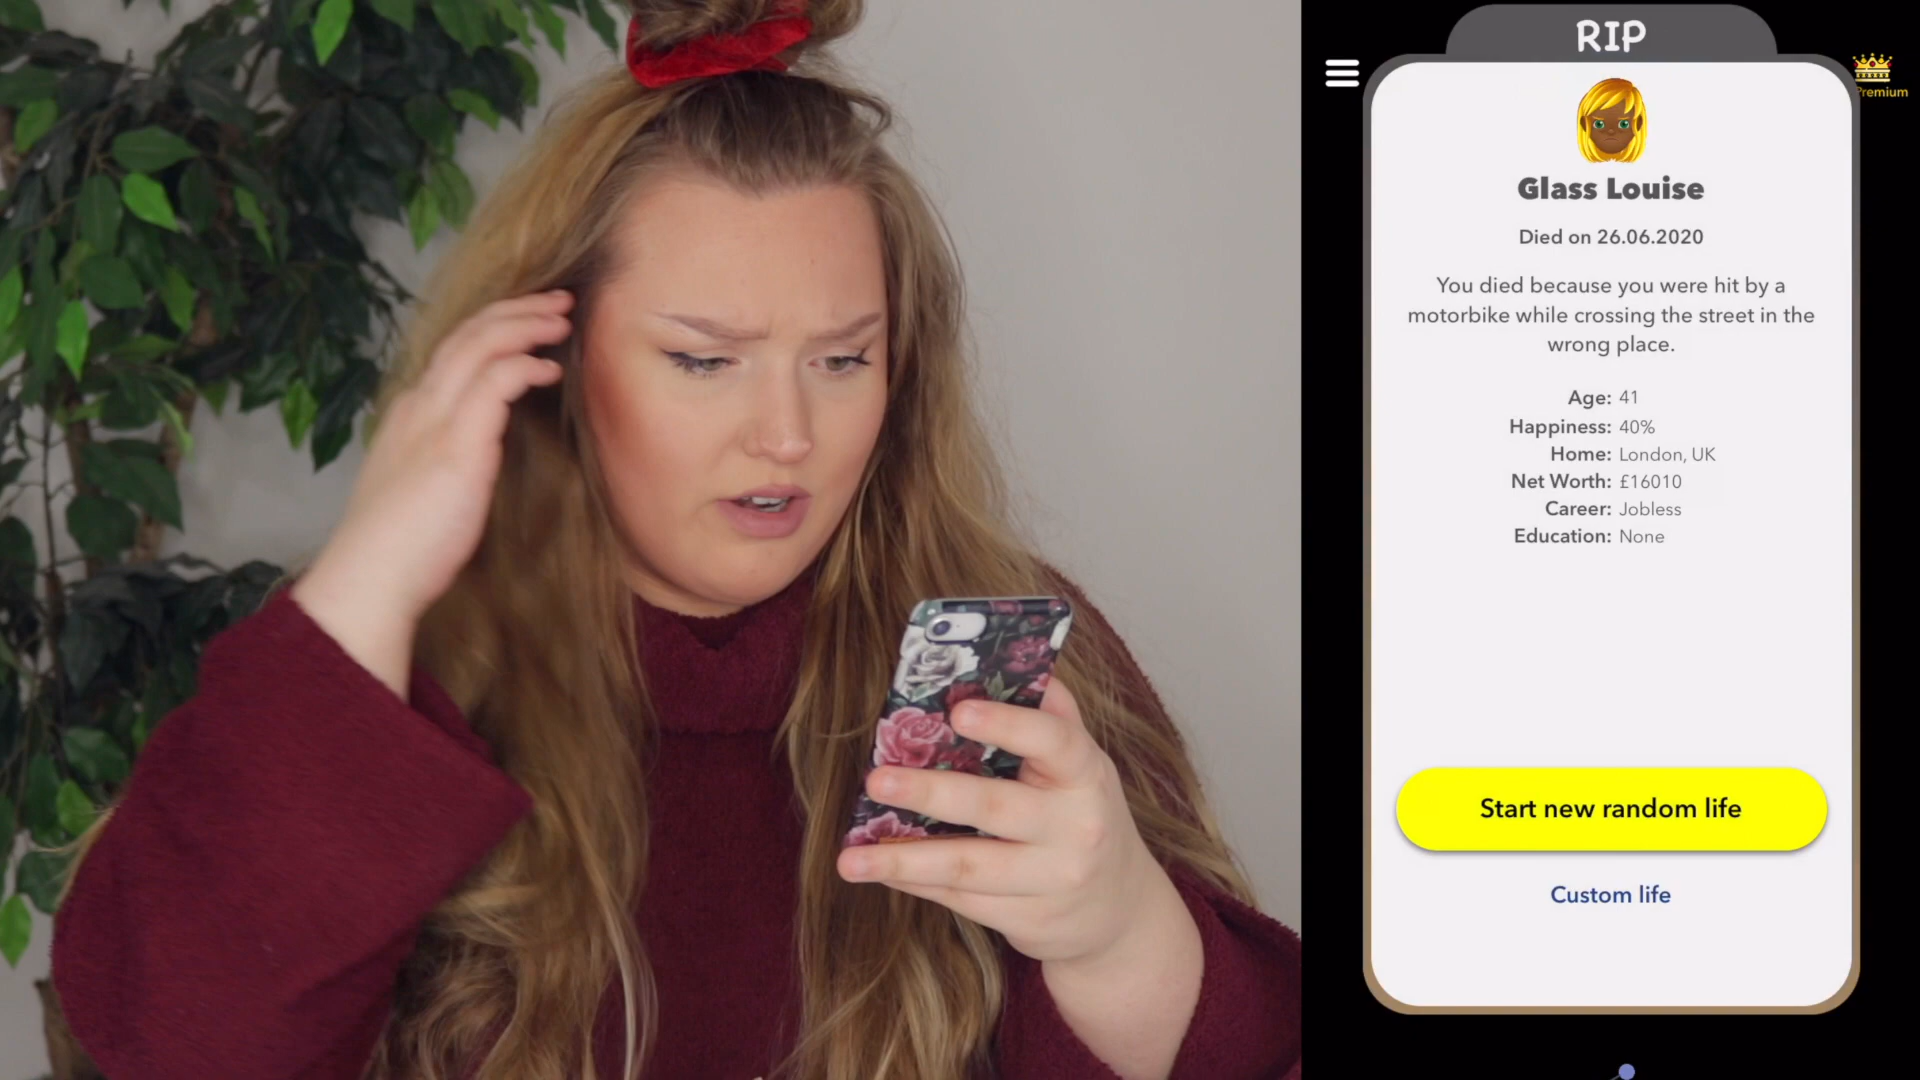 RIP
Premium
Glass Louise
Died on 26.06.2020
You died because you were hit by a
motorbike while crossing the street in the
wrong place.
Age: 41
Happiness: 40%
Home: London, UK
Net Worth: £16010
Career: Jobless
Education: None
Start new random life
Custom life